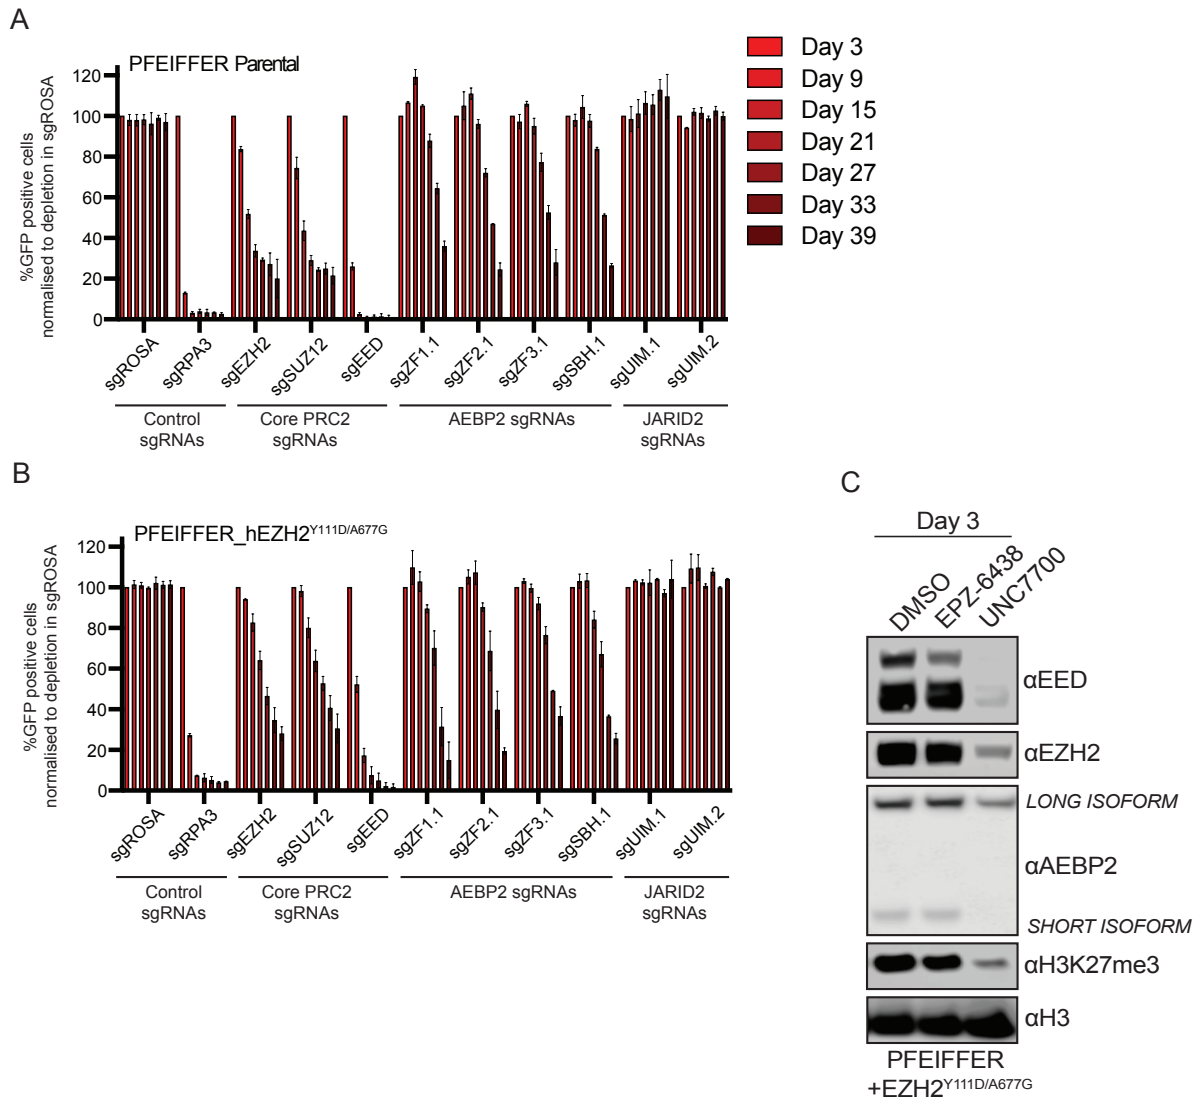 A
PFEIFFER Parental
%GFP positive cells
normalised to depletion in sgROSA
120
100
80
60
40
20
0
sgROSA
sgRPA3
sgEZH2
sgSUZ12
sgEED
sgZF1.1
sgZF2.1
sgZF3.1
sgSBH.1
sgUIM.1
sgUIM.2
Control
sgRNAs
Core PRC2
sgRNAs
AEBP2 sgRNAs
JARID2
sgRNAs
Day 3
Day 9
Day 15
Day 21
Day 27
Day 33
Day 39
B
PFEIFFER_hEZH2Y111D/A677G
%GFP positive cells
normalised to depletion in sgROSA
120
100
80
60
40
20
0
sgROSA
sgRPA3
sgEZH2
sgSUZ12
sgEED
sgZF1.1
sgZF2.1
sgZF3.1
sgSBH.1
sgUIM.1
sgUIM.2
Control
sgRNAs
Core PRC2
sgRNAs
AEBP2 sgRNAs
JARID2
sgRNAs
C
Day 3
DMSO
EPZ-6438
UNC7700
αEED
αEZH2
LONG ISOFORM
αAEBP2
SHORT ISOFORM
αH3K27me3
αH3
PFEIFFER
+EZH2Y111D/A677G